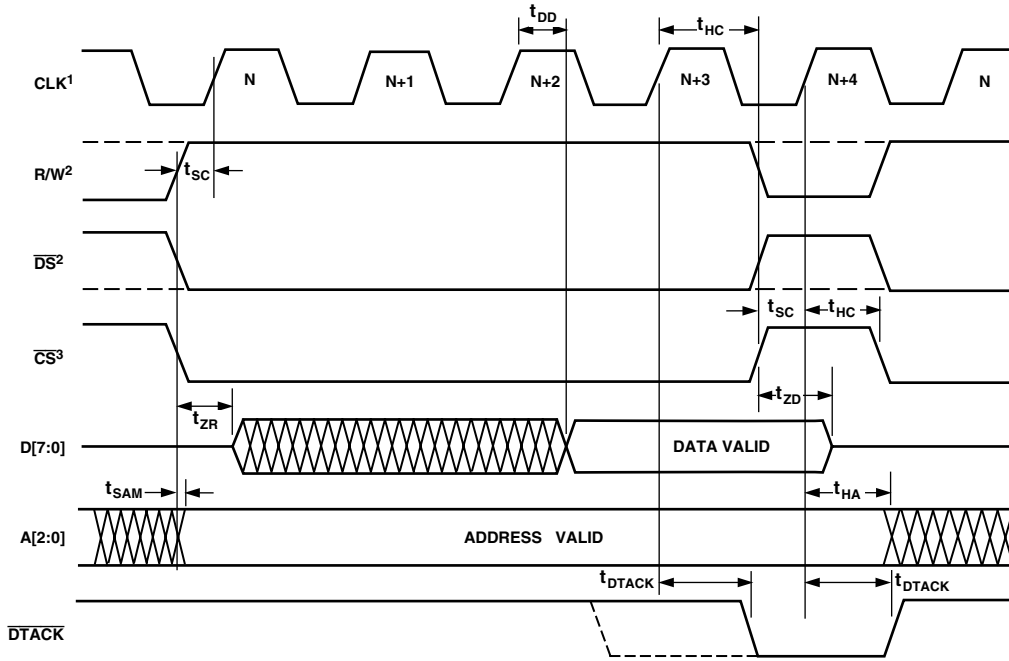 tDD
tHC
CLK¹
N
N+1
N+2
N+3
N+4
N
R/W²
tSC
DS²
tSC
tHC
CS³
tZR
tZD
D[7:0]
DATA VALID
tSAM
tHA
A[2:0]
ADDRESS VALID
tDTACK
tDTACK
DTACK